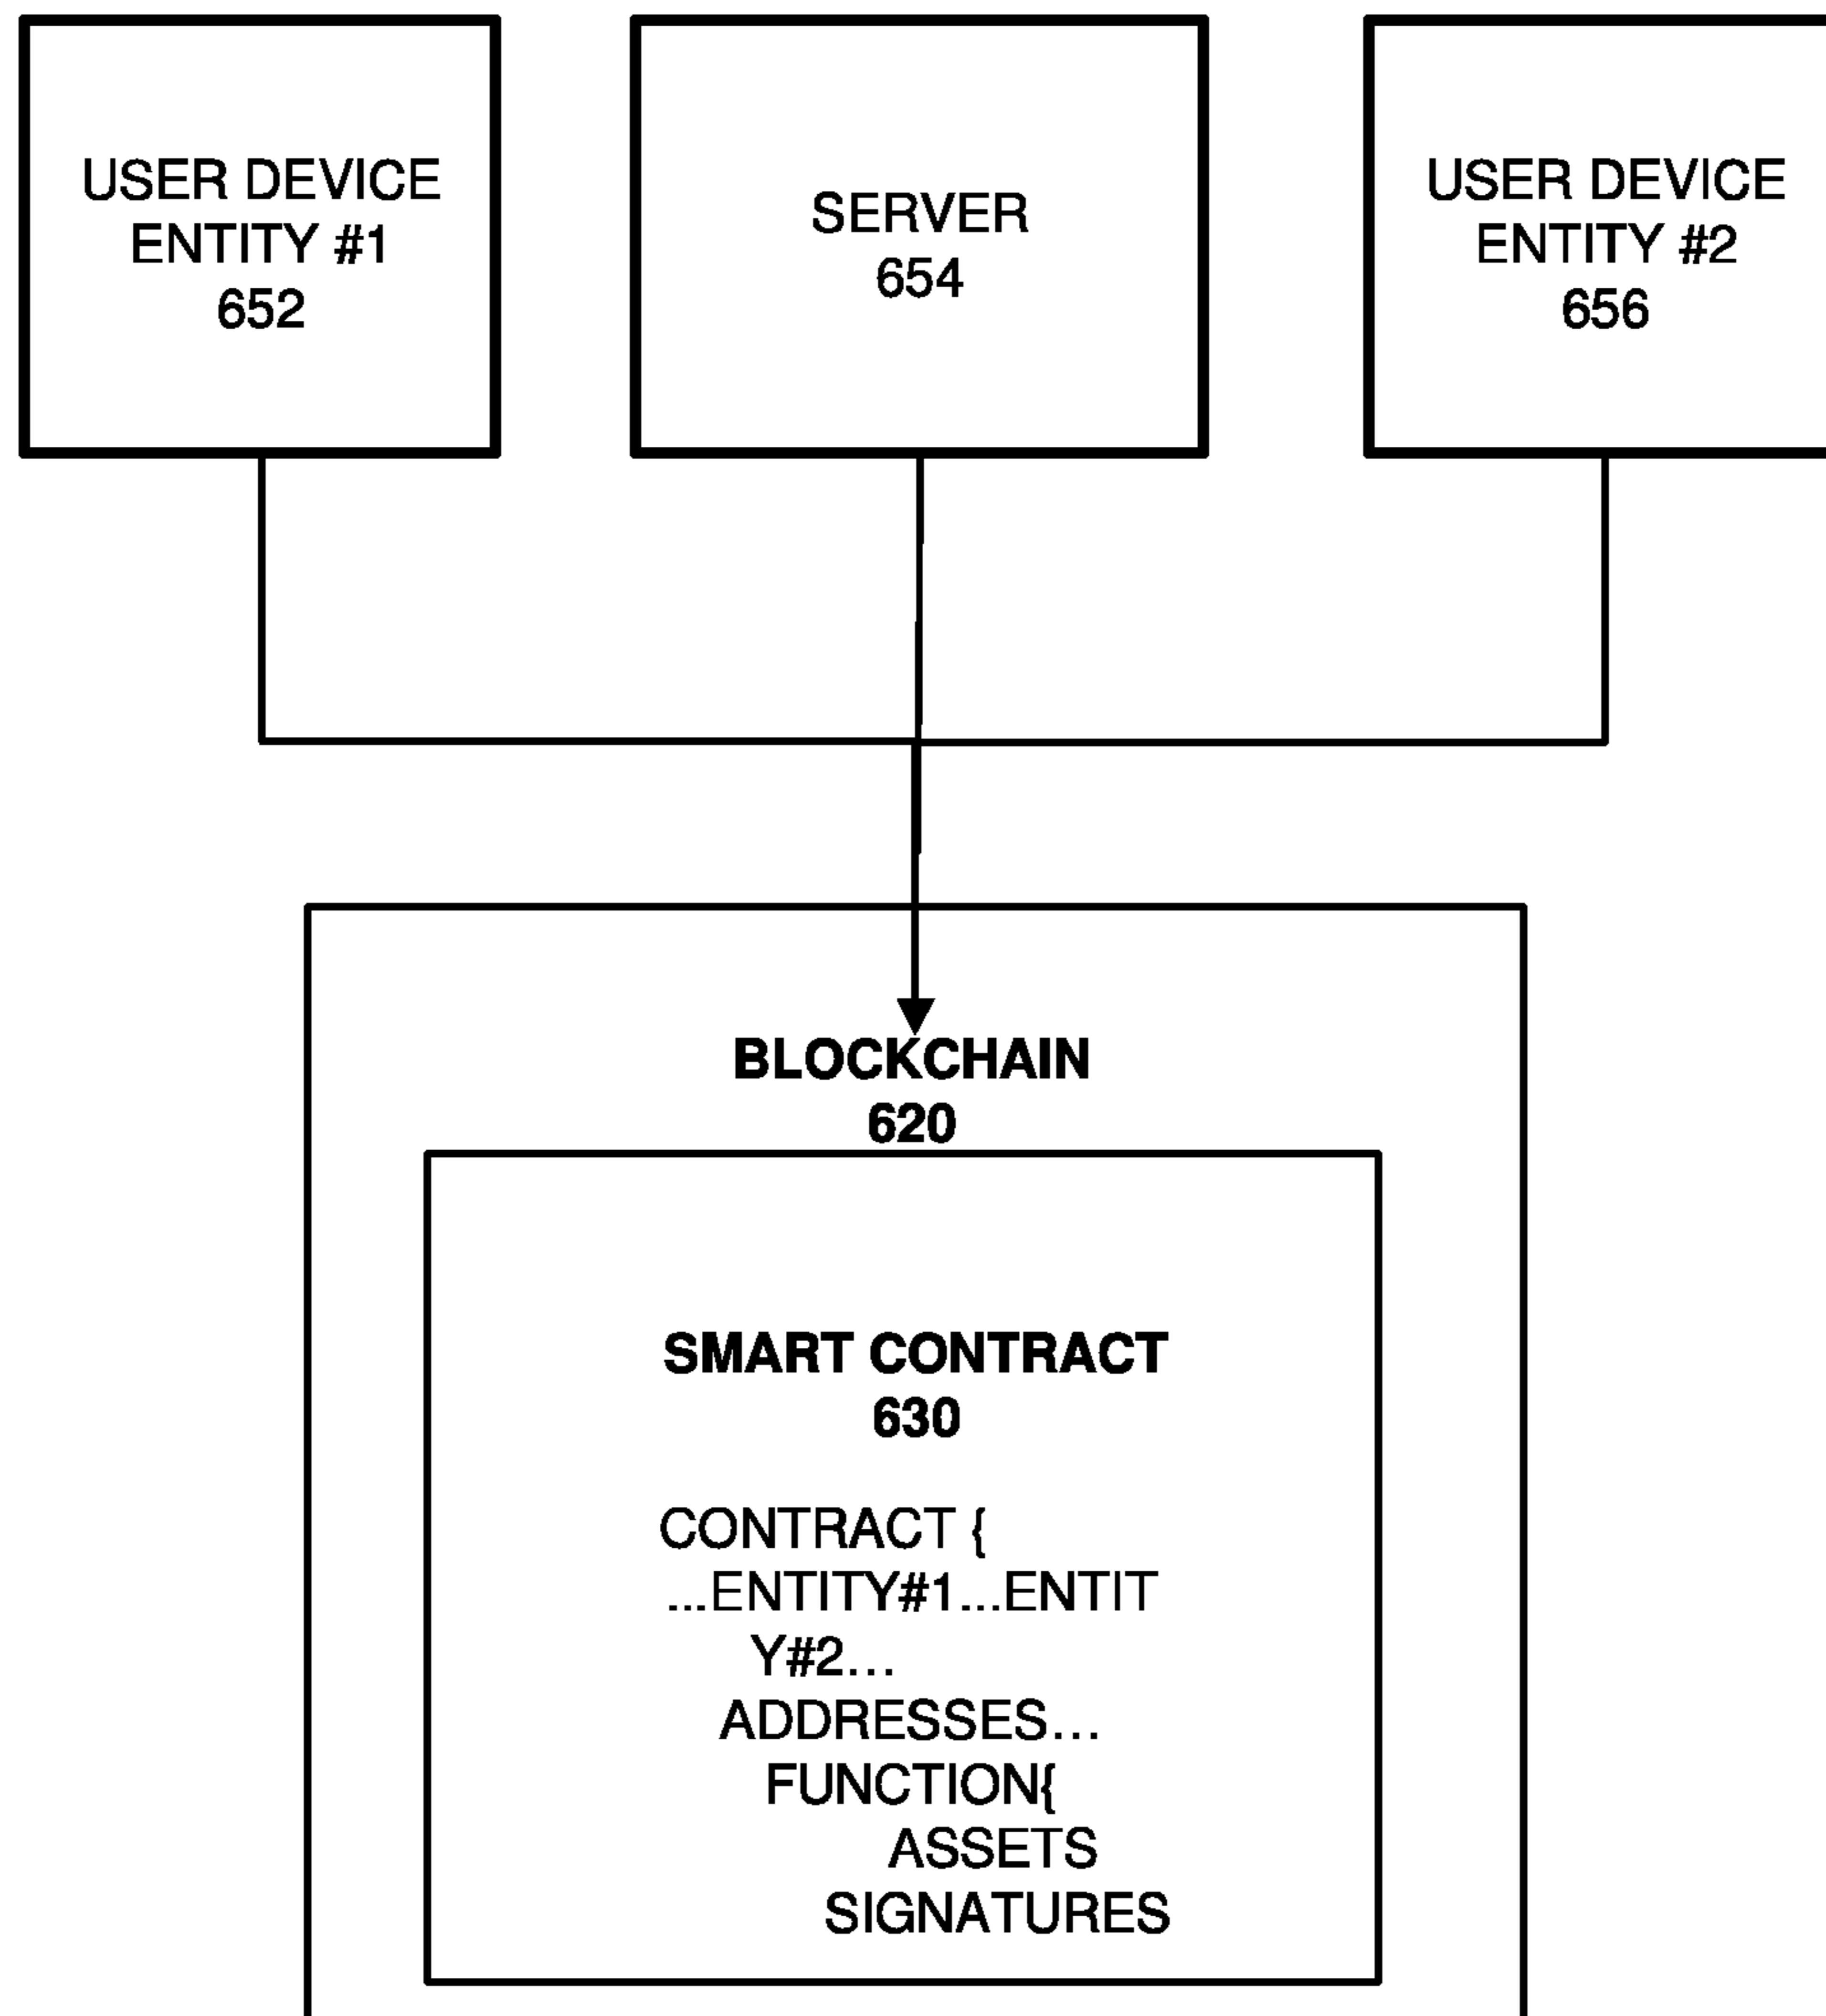 USER DEVICE
ENTITY #1
652
SERVER
654
USER DEVICE
ENTITY #2
656
BLOCKCHAIN
620
SMART CONTRACT
630
CONTRACT {
...ENTITY#1...ENTIT
Y#2...
ADDRESSES...
FUNCTION{
ASSETS
SIGNATURES